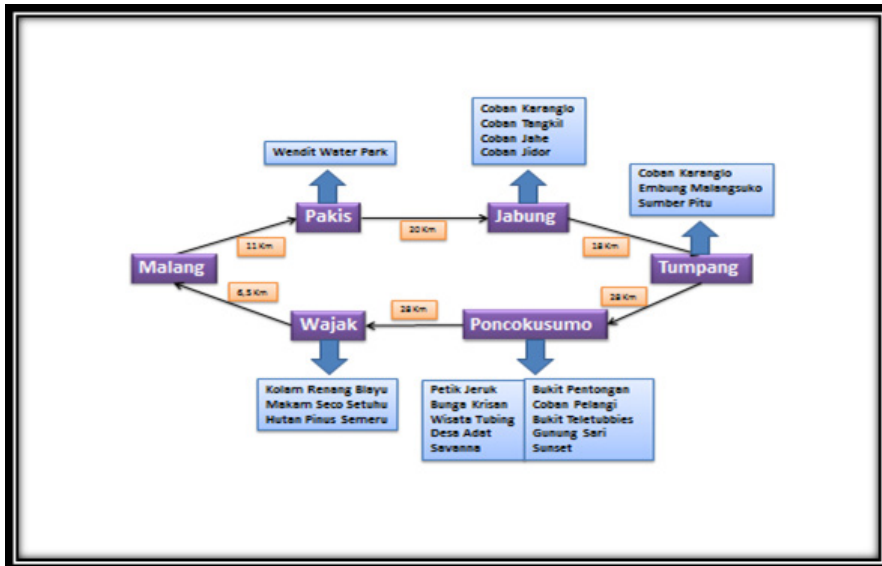 Coban Karanglo
Coban Tangkil
Coban Jahe
Coban Jidor
Wendit Water Park
Coban Karanglo
Embung Malangsuko
Sumber Pitu
Pakis
Jabung
20 Km
11 Km
18 Km
Malang
Tumpang
6,5 Km
28 Km
Wajak
28 Km
Poncokusumo
Kolam Renang Blayu
Makam Seco Setuhu
Hutan Pinus Semeru
Petik Jeruk
Bunga Krisan
Wisata Tubing
Desa Adat
Savanna
Bukit Pentongan
Coban Pelangi
Bukit Teletubbies
Gunung Sari
Sunset